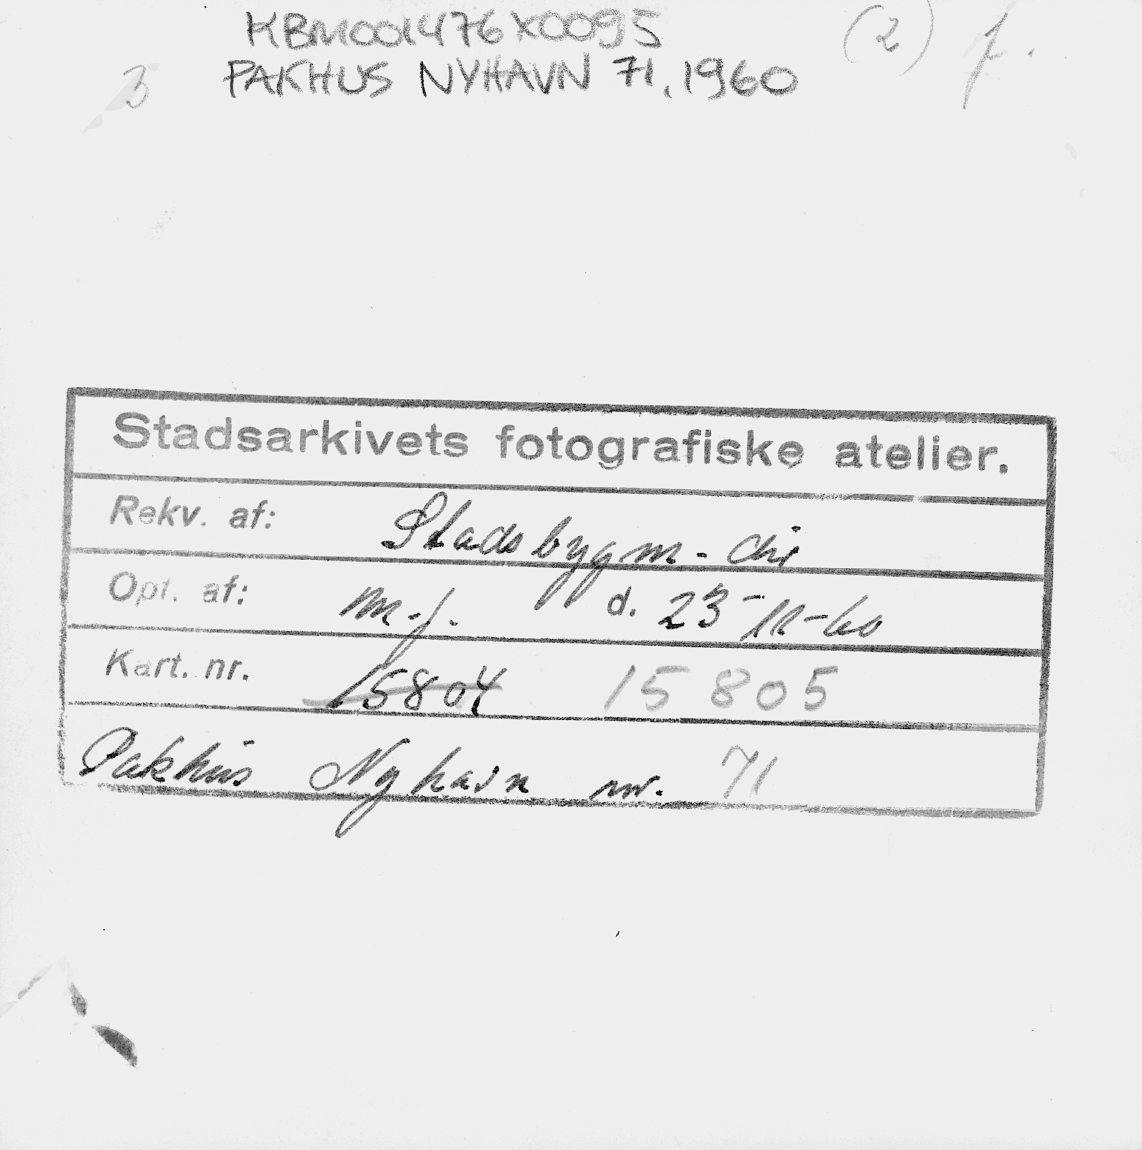 KBM001476X0095 (2) f.
3 PAKHUS NYHAVN 71, 1960
Stadsarkivets fotografiske atelier.
Rekv. af: Stadsbygm - dir
Opt. af: m.f. d. 23-11-60
Kart. nr. 15804 15805
Pakhus Nyhavn nr. 71